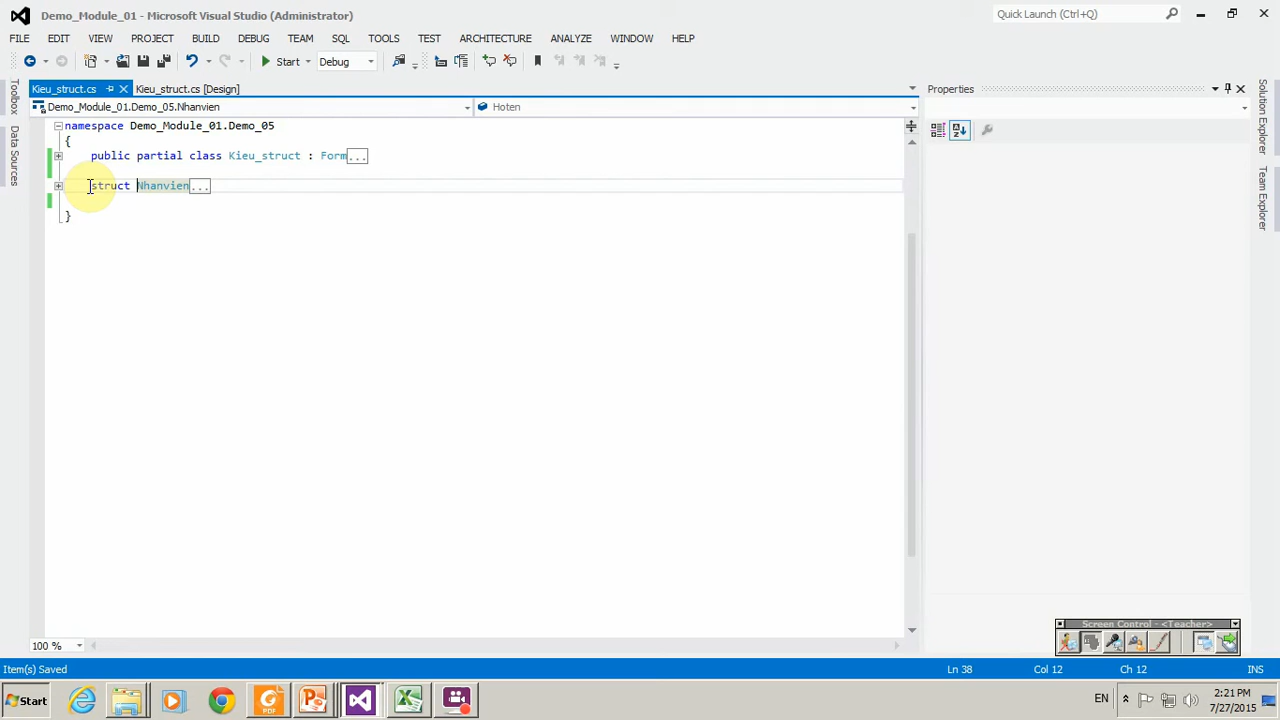 Demo_Module_01 - Microsoft Visual Studio (Administrator)
Quick Launch (Ctrl+Q)
FILE EDIT VIEW PROJECT BUILD DEBUG TEAM SQL TOOLS TEST ARCHITECTURE ANALYZE WINDOW HELP
Start Debug
Kieu_struct.cs Kieu_struct.cs [Design]
Demo_Module_01.Demo_05.Nhanvien Hoten
Properties
Toolbox
Data Sources
Solution Explorer
Team Explorer
namespace Demo_Module_01.Demo_05
{
public partial class Kieu_struct : Form...
struct Nhanvien...
}
100 %
Screen Control - <Teacher>
Item(s) Saved Ln 38 Col 12 Ch 12 INS
Start EN 2:21 PM
7/27/2015